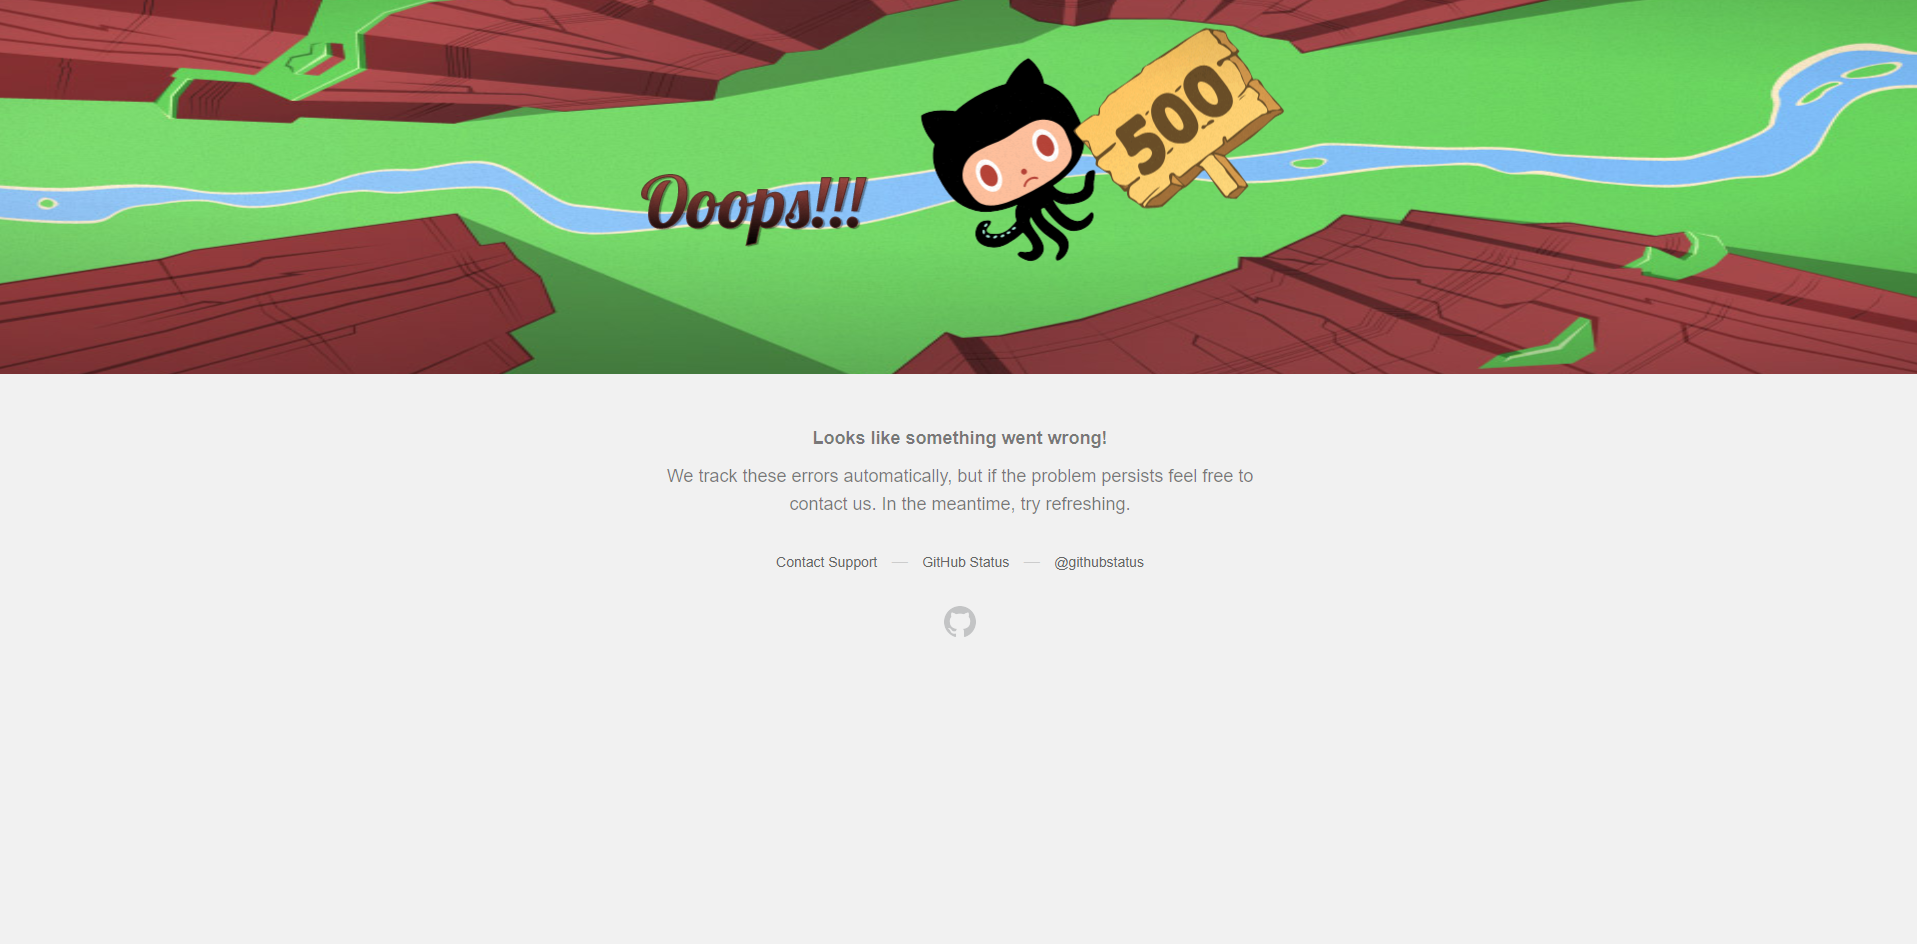 Ooops!!!
500
Looks like something went wrong!
We track these errors automatically, but if the problem persists feel free to
contact us. In the meantime, try refreshing.
Contact Support — GitHub Status — @githubstatus